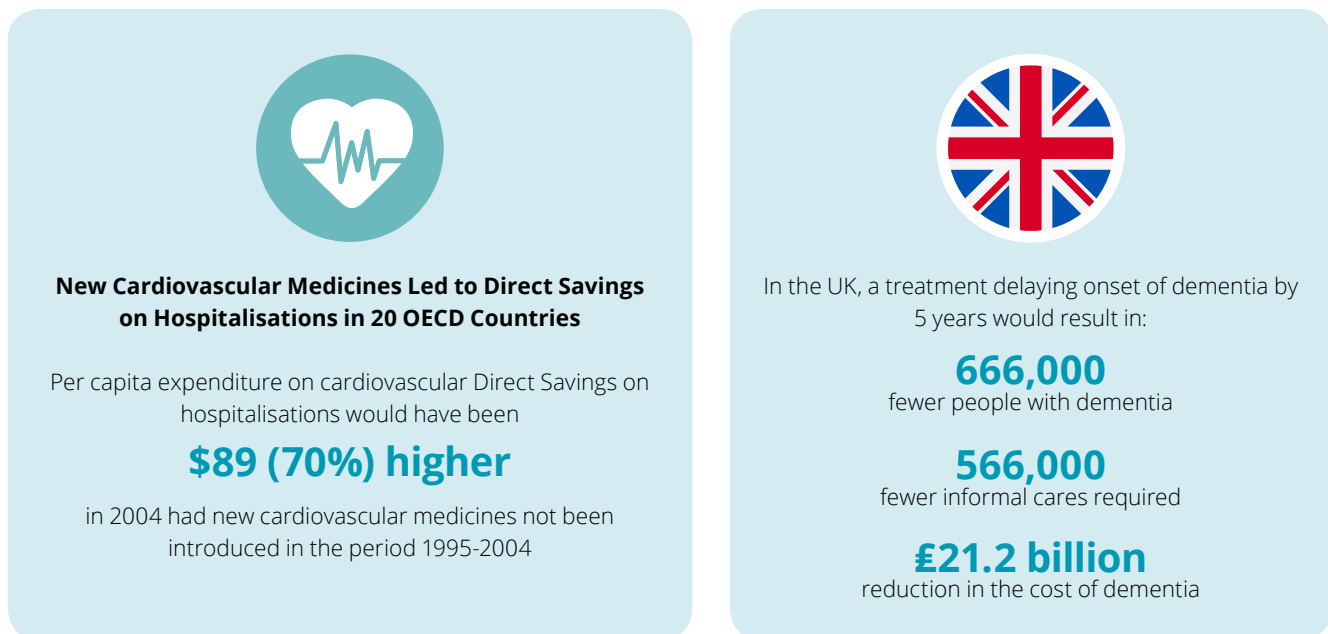 New Cardiovascular Medicines Led to Direct Savings
on Hospitalisations in 20 OECD Countries
Per capita expenditure on cardiovascular Direct Savings on
hospitalisations would have been
$89 (70%) higher
in 2004 had new cardiovascular medicines not been
introduced in the period 1995-2004
In the UK, a treatment delaying onset of dementia by
5 years would result in:
666,000
fewer people with dementia
566,000
fewer informal cares required
₤21.2 billion
reduction in the cost of dementia